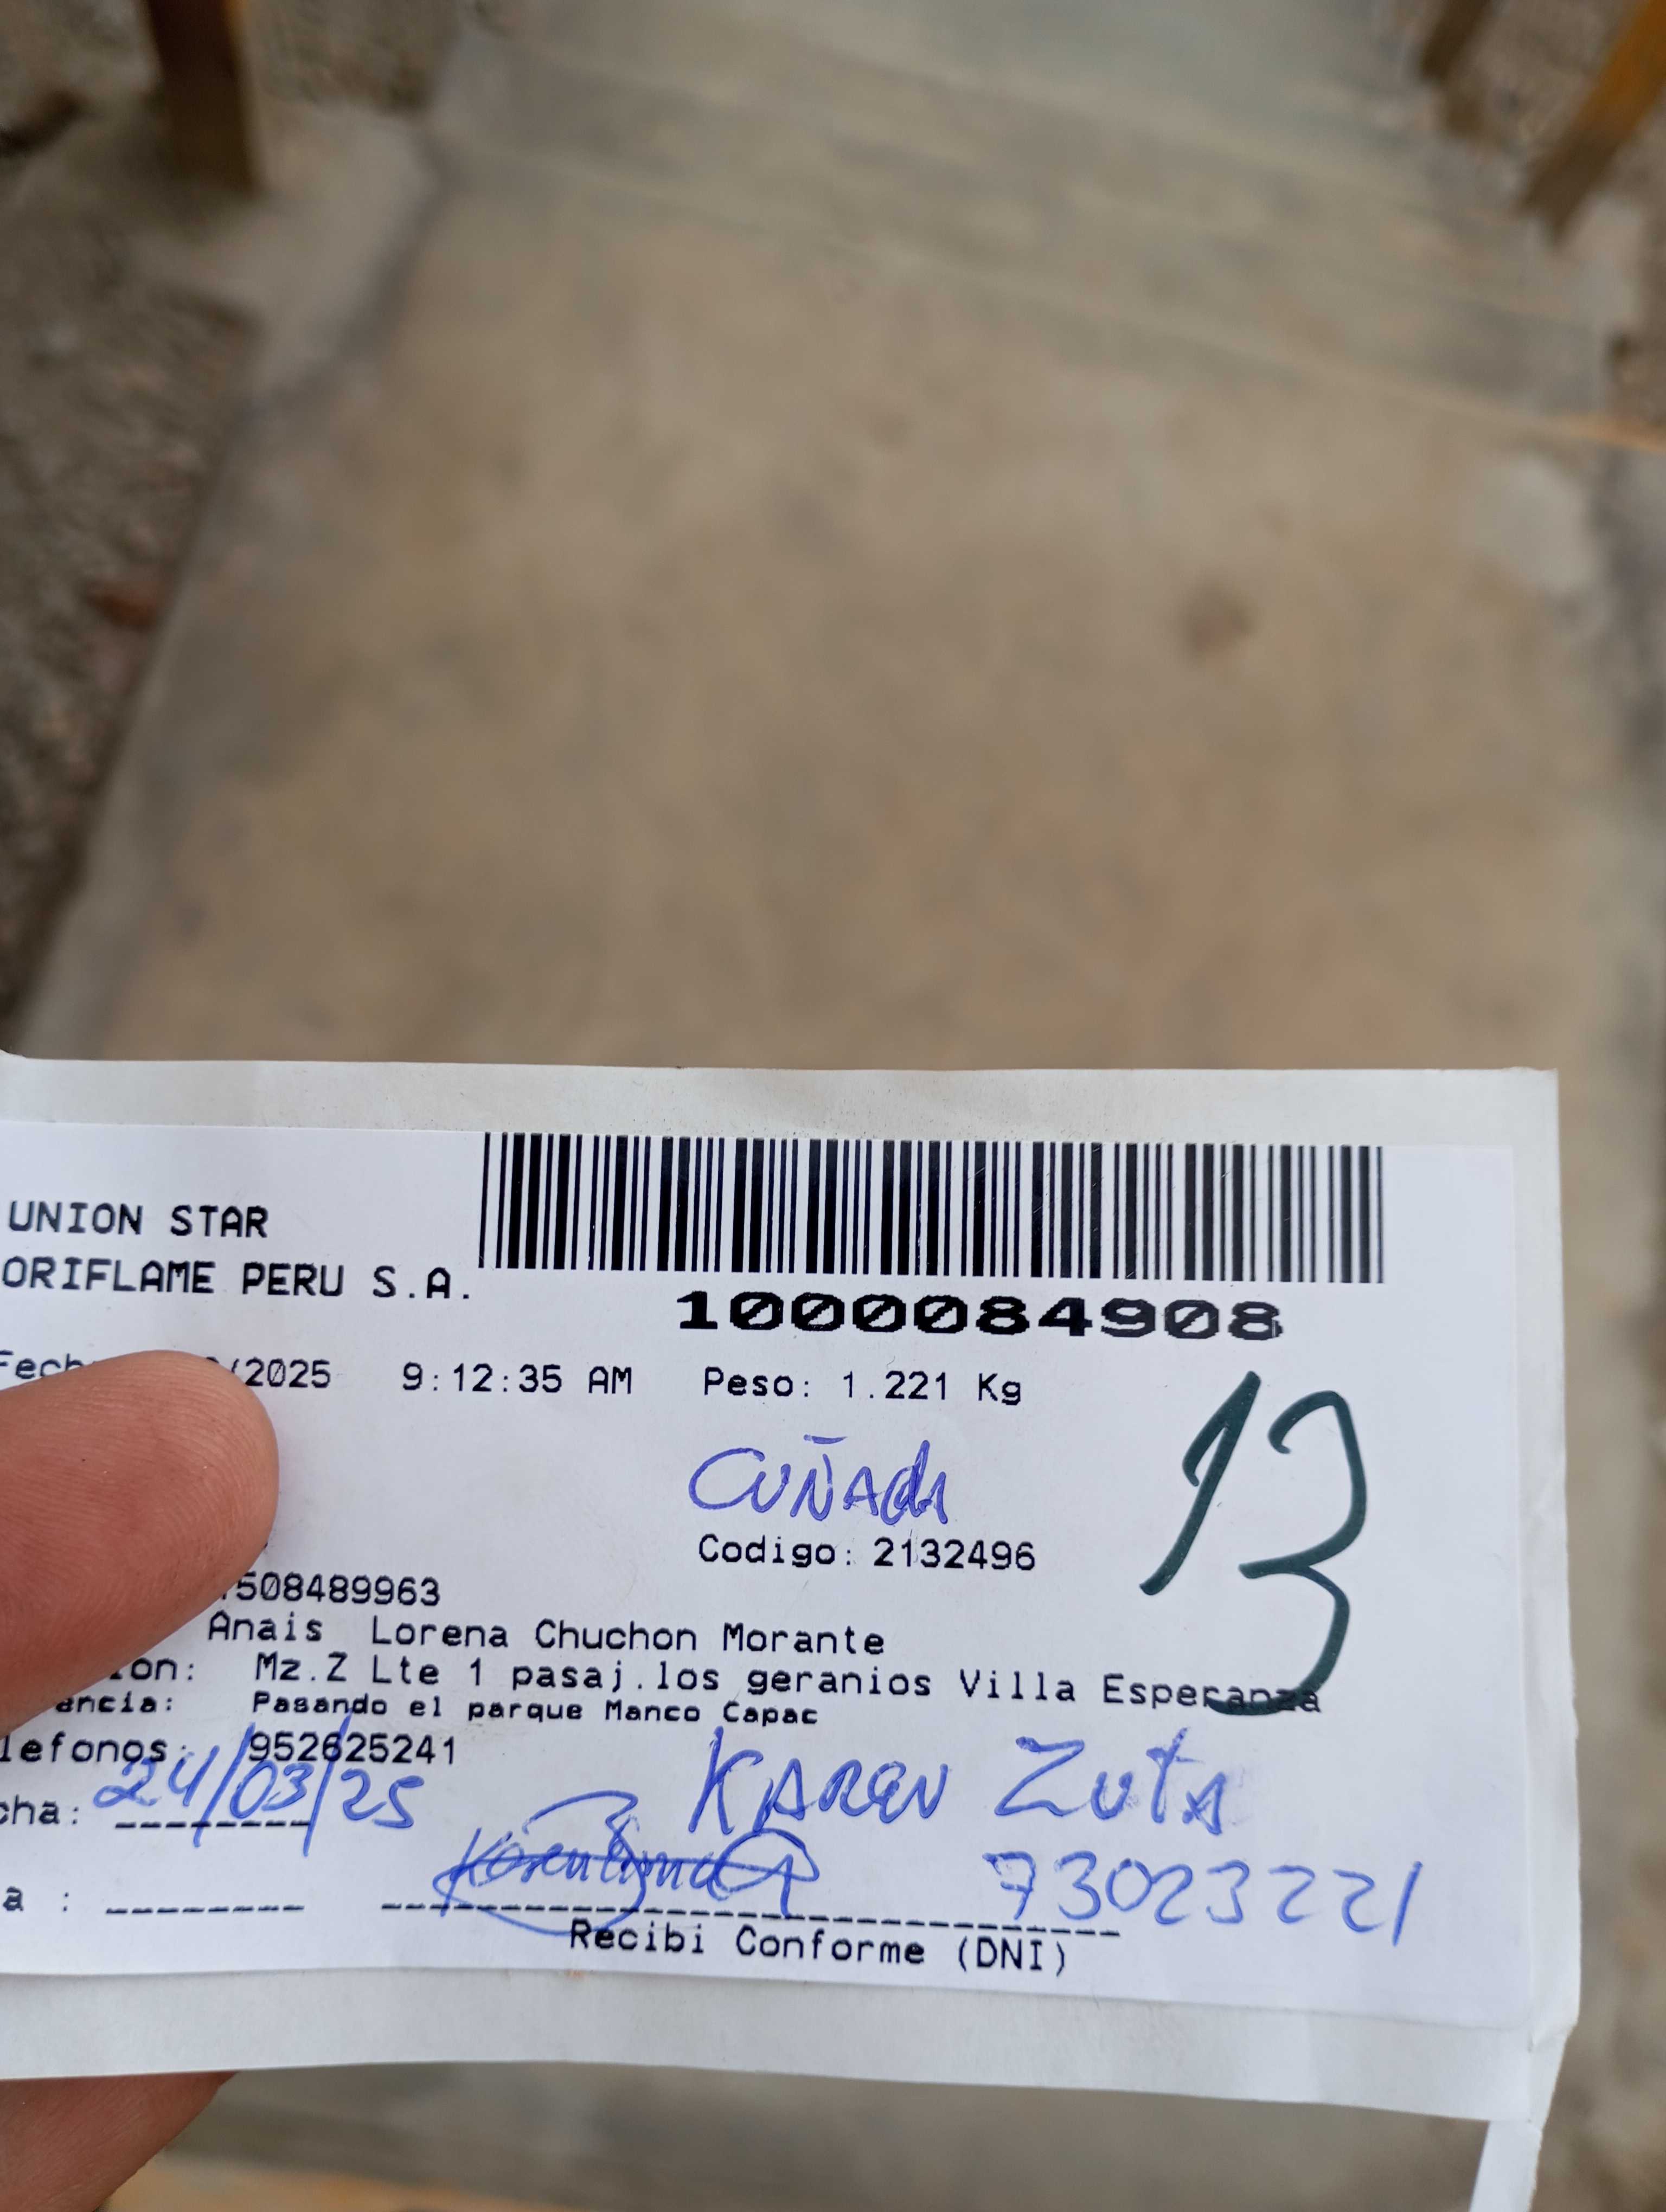 UNION STAR
ORIFLAME PERU S.A.
1000084908
/2025 9:12:35 AM Peso: 1.221 Kg
13
CUÑADA
Codigo: 2132496
508489963
Anais Lorena Chuchon Morante
ion: Mz.Z Lte 1 pasaj.los geranios Villa Esperanza
encia: Pasando el parque Manco Capac
lefonos: 952625241
KAREN ZUTA
cha: 24/03/25
73023221
a : --------
Recibi Conforme (DNI)